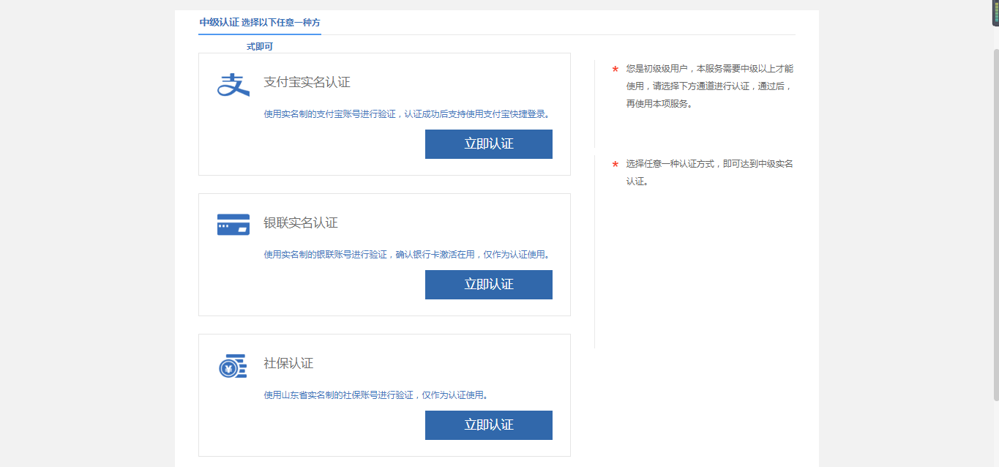 中级认证 选择以下任意一种方
式即可
支付宝实名认证
使用实名制的支付宝账号进行验证，认证成功后支持使用支付宝快捷登录。
立即认证
银联实名认证
使用实名制的银联账号进行验证，确认银行卡激活在用，仅作为认证使用。
立即认证
社保认证
使用山东省实名制的社保账号进行验证，仅作为认证使用。
立即认证
* 您是初级级用户，本服务需要中级以上才能
使用，请选择下方通道进行认证，通过后，
再使用本项服务。
* 选择任意一种认证方式，即可达到中级实名
认证。